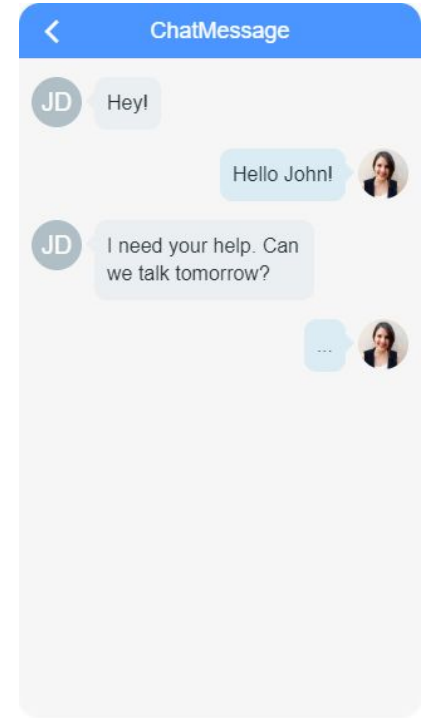 ChatMessage
JD
Hey!
Hello John!
JD
I need your help. Can
we talk tomorrow?
...